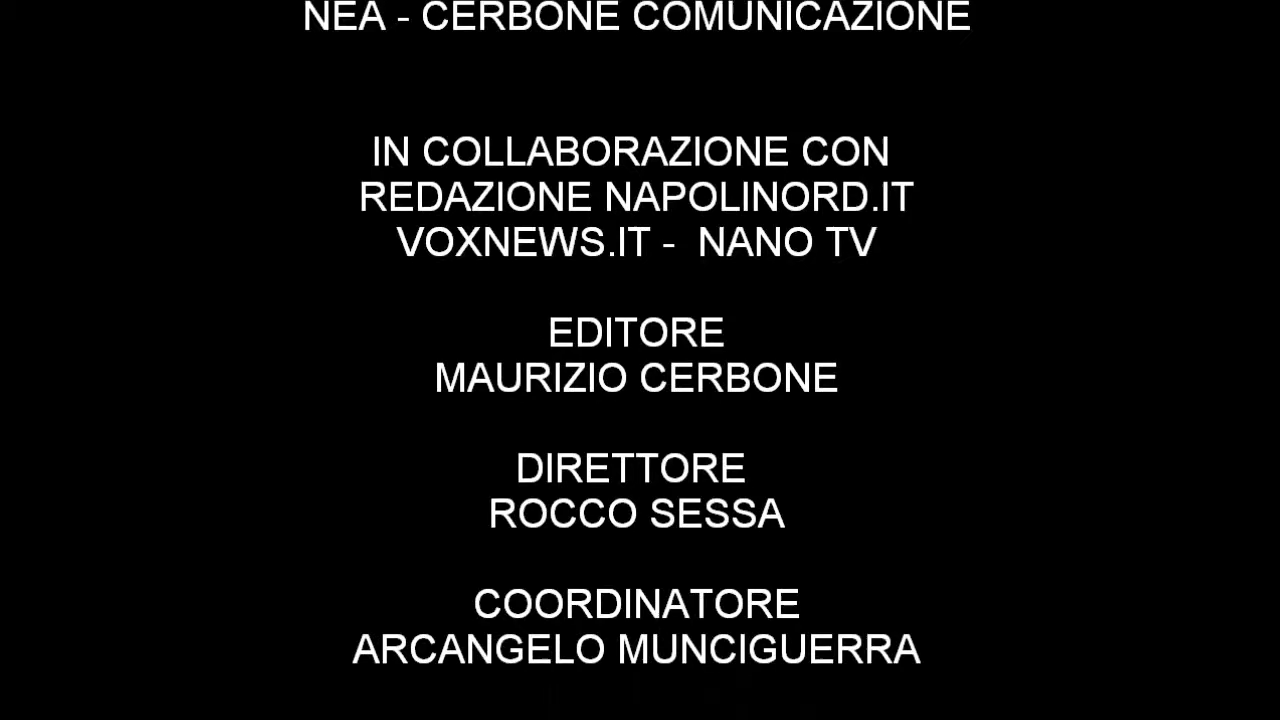 NEA - CERBONE COMUNICAZIONE
IN COLLABORAZIONE CON
REDAZIONE NAPOLINORD.IT
VOXNEWS.IT - NANO TV
EDITORE
MAURIZIO CERBONE
DIRETTORE
ROCCO SESSA
COORDINATORE
ARCANGELO MUNCIGUERRA